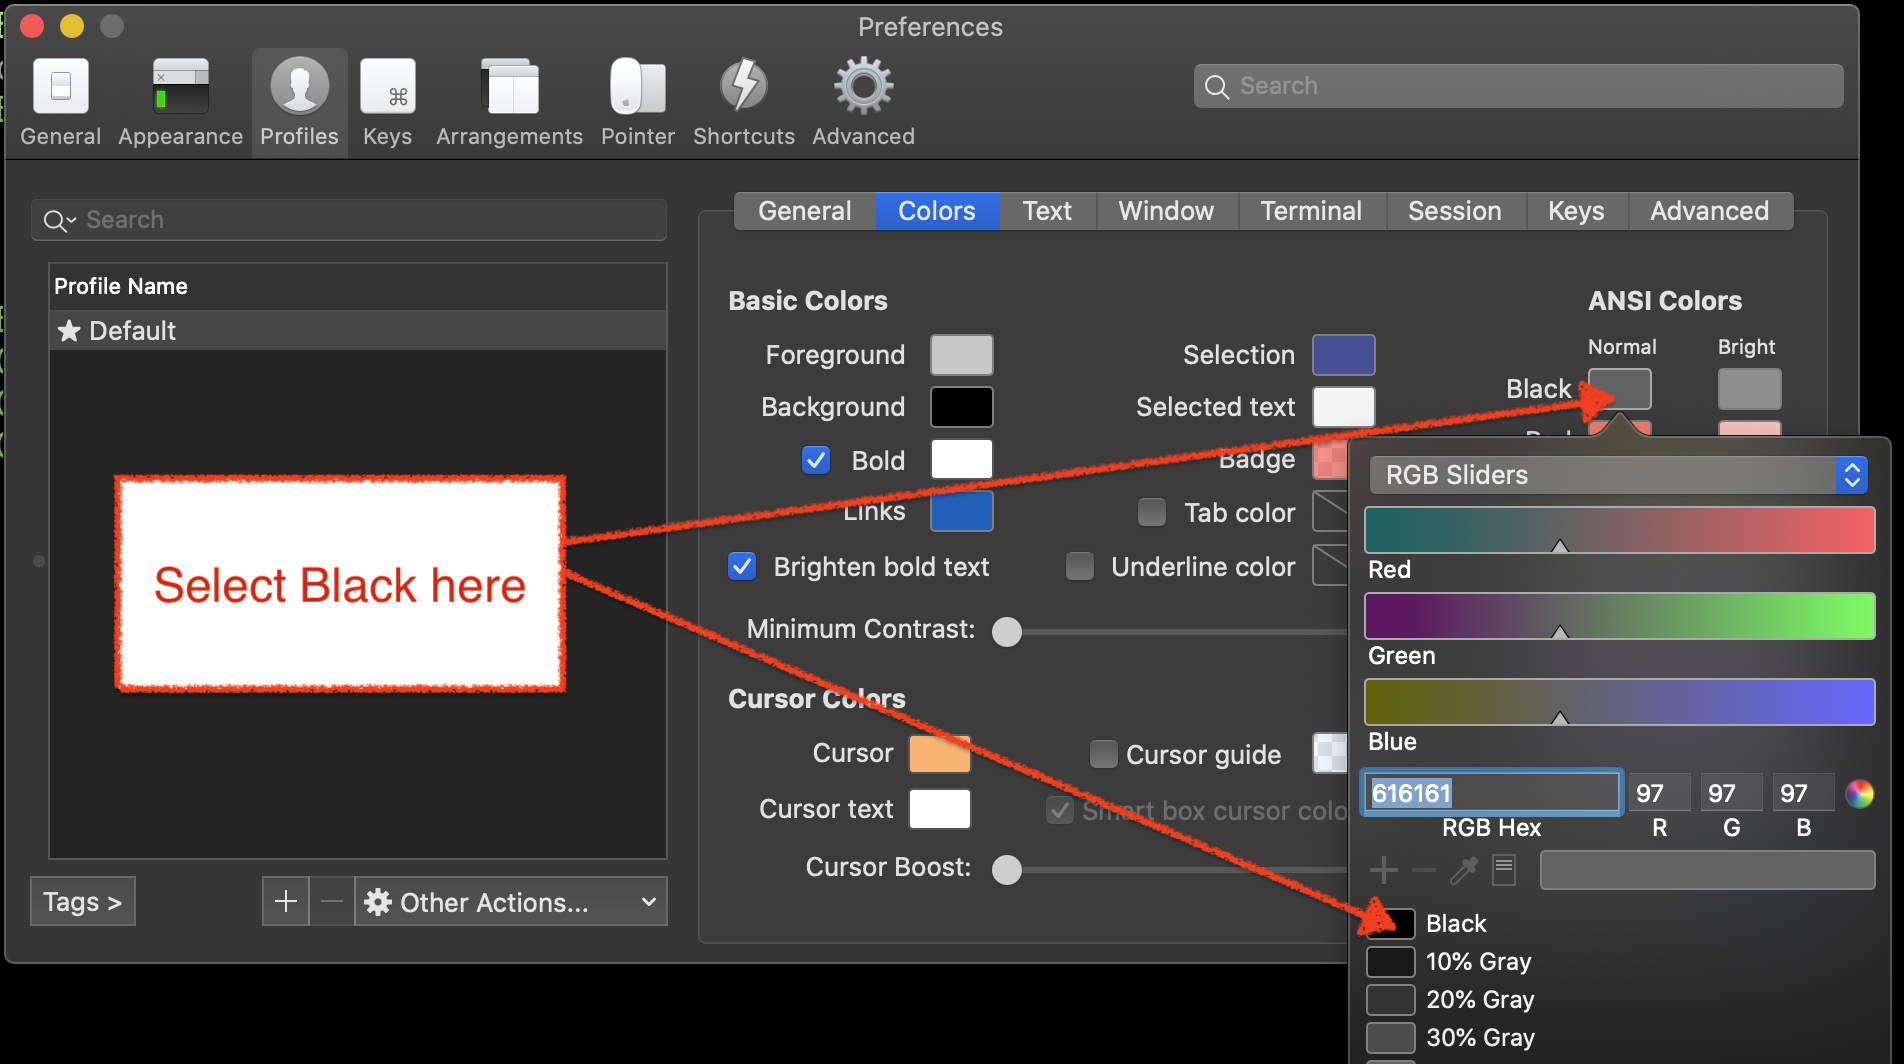 Preferences
General
Appearance
Profiles
Keys
Arrangements
Pointer
Shortcuts
Advanced
Search
Search
Profile Name
Default
Select Black here
Tags >
Other Actions...
General
Colors
Text
Window
Terminal
Session
Keys
Advanced
Basic Colors
Foreground
Background
Bold
Links
Brighten bold text
Selection
Selected text
Badge
Tab color
Underline color
Minimum Contrast:
ANSI Colors
Normal
Bright
Black
Cursor Colors
Cursor
Cursor text
Cursor guide
Smart box cursor colo
Cursor Boost:
RGB Sliders
Red
Green
Blue
616161
97
97
97
RGB Hex
R
G
B
Black
10% Gray
20% Gray
30% Gray